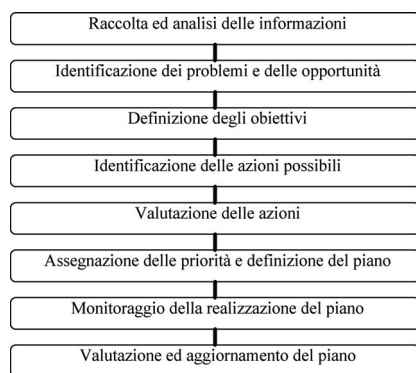 Raccolta ed analisi delle informazioni
Identificazione dei problemi e delle opportunità
Definizione degli obiettivi
Identificazione delle azioni possibili
Valutazione delle azioni
Assegnazione delle priorità e definizione del piano
Monitoraggio della realizzazione del piano
Valutazione ed aggiornamento del piano